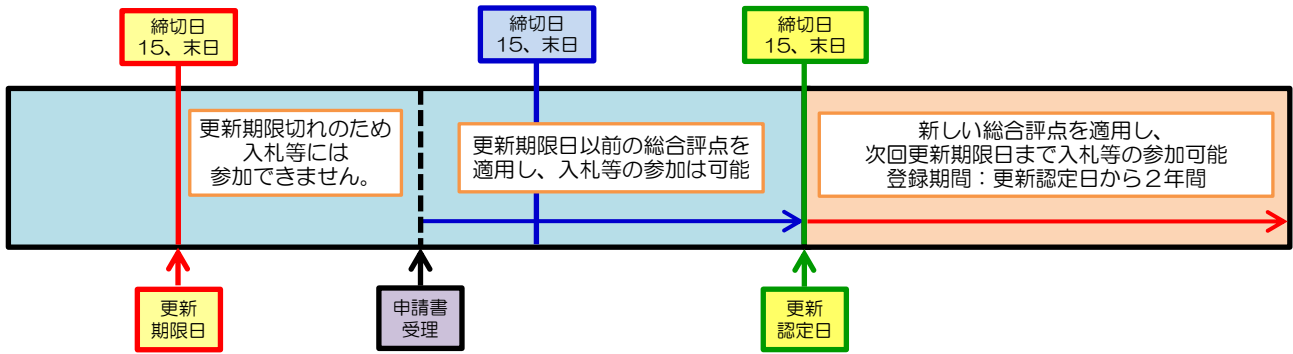 締切日
15、末日
締切日
15、末日
締切日
15、末日
更新期限切れのため
入札等には
参加できません。
更新期限日以前の総合評点を
適用し、入札等の参加は可能
新しい総合評点を適用し、
次回更新期限日まで入札等の参加可能
登録期間：更新認定日から２年間
更新
期限日
申請書
受理
更新
認定日